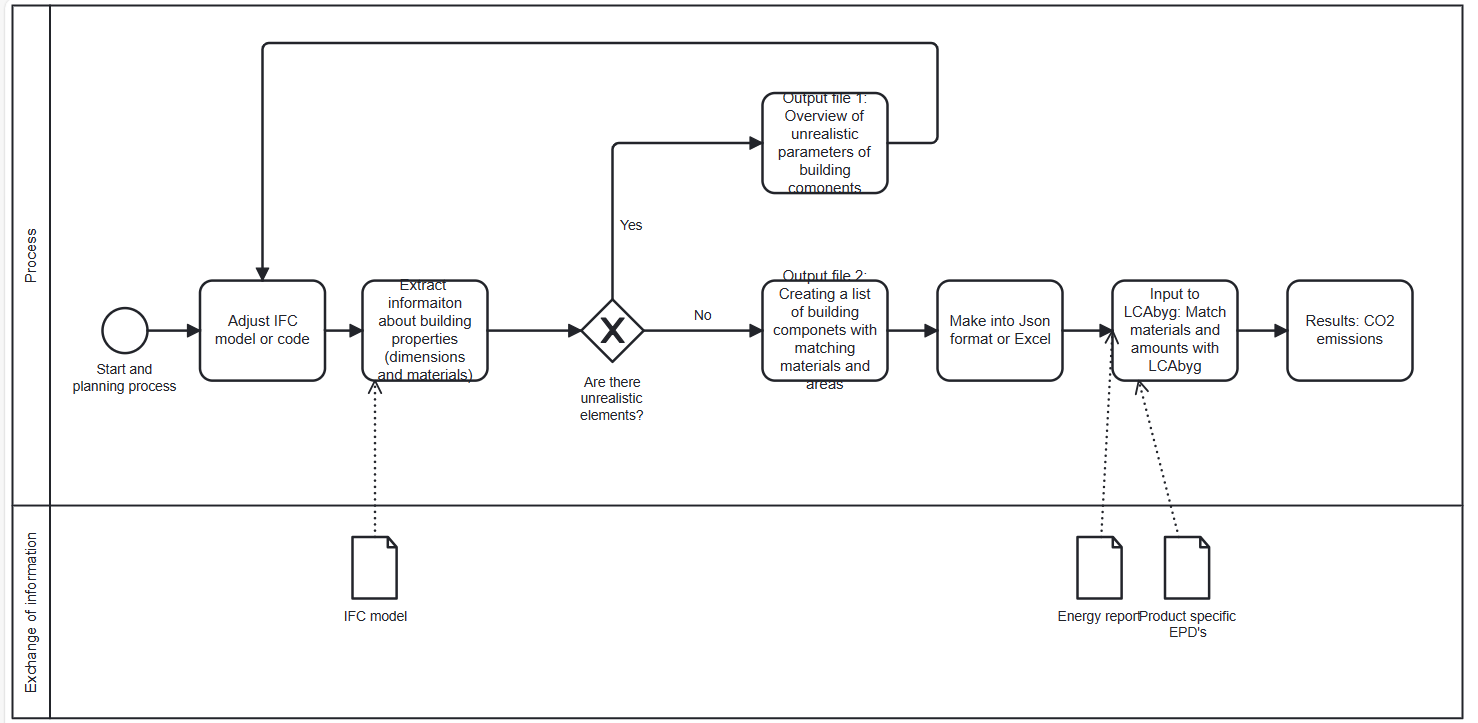 Process
Output file 1:
Overview of
unrealistic
parameters of
building
comonents
Yes
Start and
planning process
Adjust IFC
model or code
Extract
informaiton
about building
properties
(dimensions
and materials)
X
Are there
unrealistic
elements?
No
Output file 2:
Creating a list
of building
componets with
matching
materials and
areas
Make into Json
format or Excel
Input to
LCAbyg: Match
materials and
amounts with
LCAbyg
Results: CO2
emissions
Exchange of information
IFC model
Energy report
Product specific
EPD's